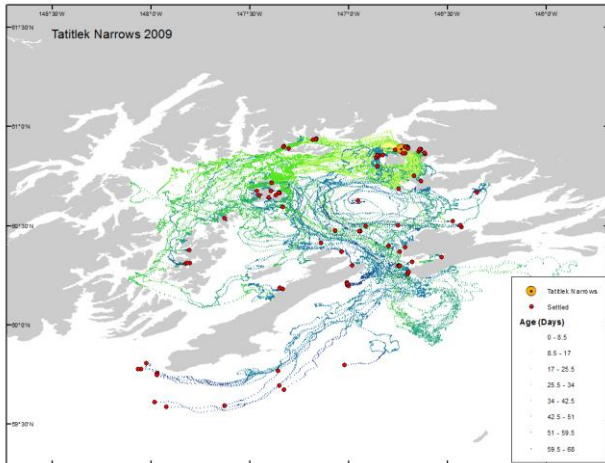 148°30'W 148°0'W 147°30'W 147°0'W 146°30'W 146°0'W
Tatitlek Narrows 2009
61°30'N
61°0'N
60°30'N
60°0'N
59°30'N
Tatitlek Narrows
Settled
Age (Days)
0 - 8.5
8.5 - 17
17 - 25.5
25.5 - 34
34 - 42.5
42.5 - 51
51 - 59.5
59.5 - 68